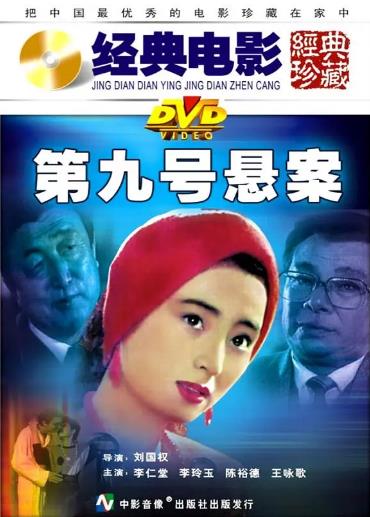 把中国最优秀的电影珍藏在家中
经典电影
JING DIAN DIAN YING JING DIAN ZHEN CANG
經典
珍藏
DVD
VIDEO
第九号悬案
导演：刘国权
主演：李仁堂 李玲玉 陈裕德 王咏歌
中影音像®出版社出版发行